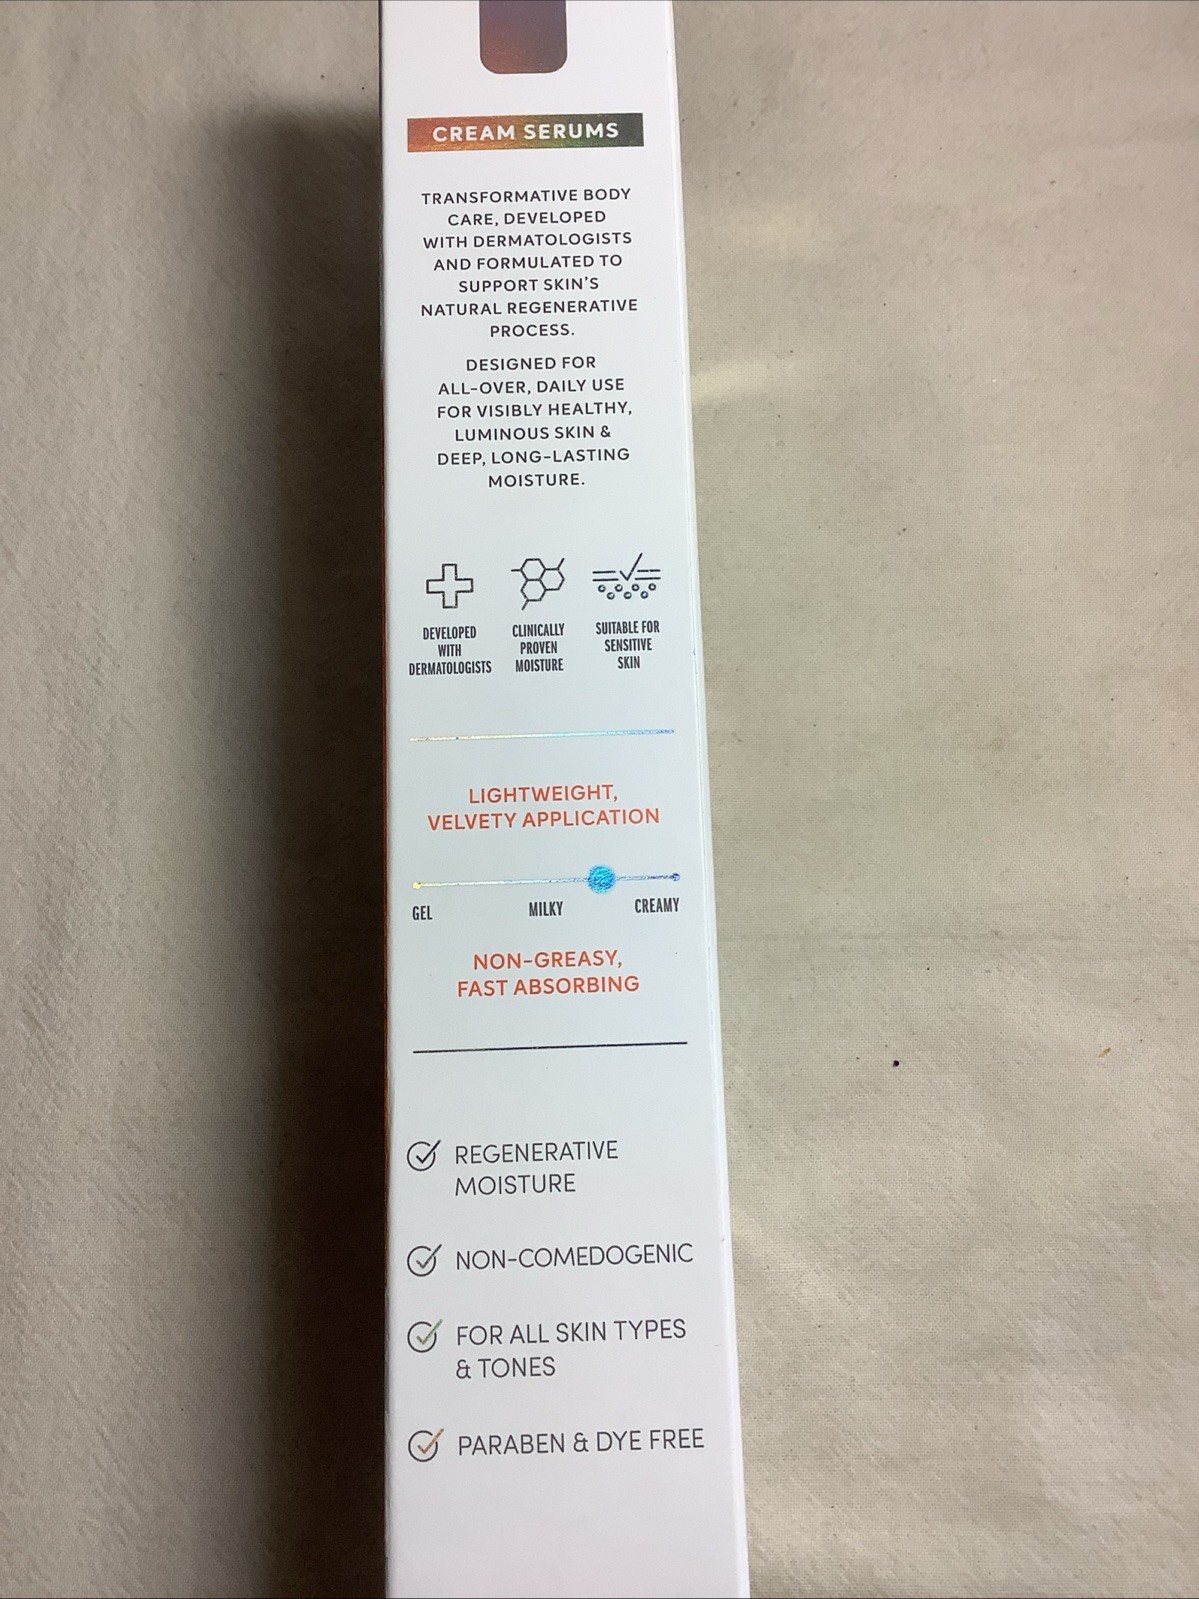 CREAM SERUMS
TRANSFORMATIVE BODY
CARE, DEVELOPED
WITH DERMATOLOGISTS
AND FORMULATED TO
SUPPORT SKIN'S
NATURAL REGENERATIVE
PROCESS.
DESIGNED FOR
ALL-OVER, DAILY USE
FOR VISIBLY HEALTHY,
LUMINOUS SKIN &
DEEP, LONG-LASTING
MOISTURE.
DEVELOPED
WITH
DERMATOLOGISTS
CLINICALLY
PROVEN
MOISTURE
SUITABLE FOR
SENSITIVE
SKIN
LIGHTWEIGHT,
VELVETY APPLICATION
GEL MILKY CREAMY
NON-GREASY,
FAST ABSORBING
REGENERATIVE
MOISTURE
NON-COMEDOGENIC
FOR ALL SKIN TYPES
& TONES
PARABEN & DYE FREE